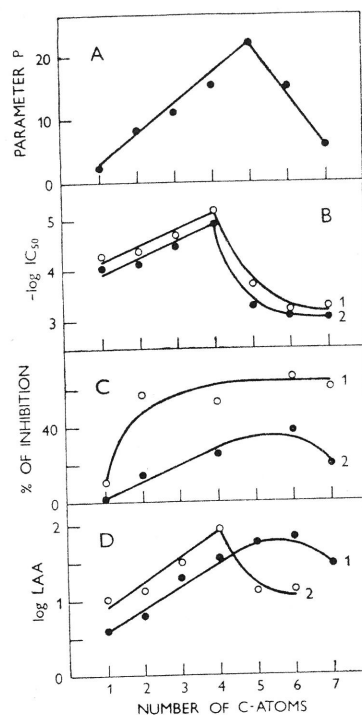 PARAMETER P
20
10
0
A
-log IC50
5
4
3
B
1
2
% OF INHIBITION
40
0
C
1
2
log LAA
2
1
0
D
1
2
1 2 3 4 5 6 7
NUMBER OF C-ATOMS